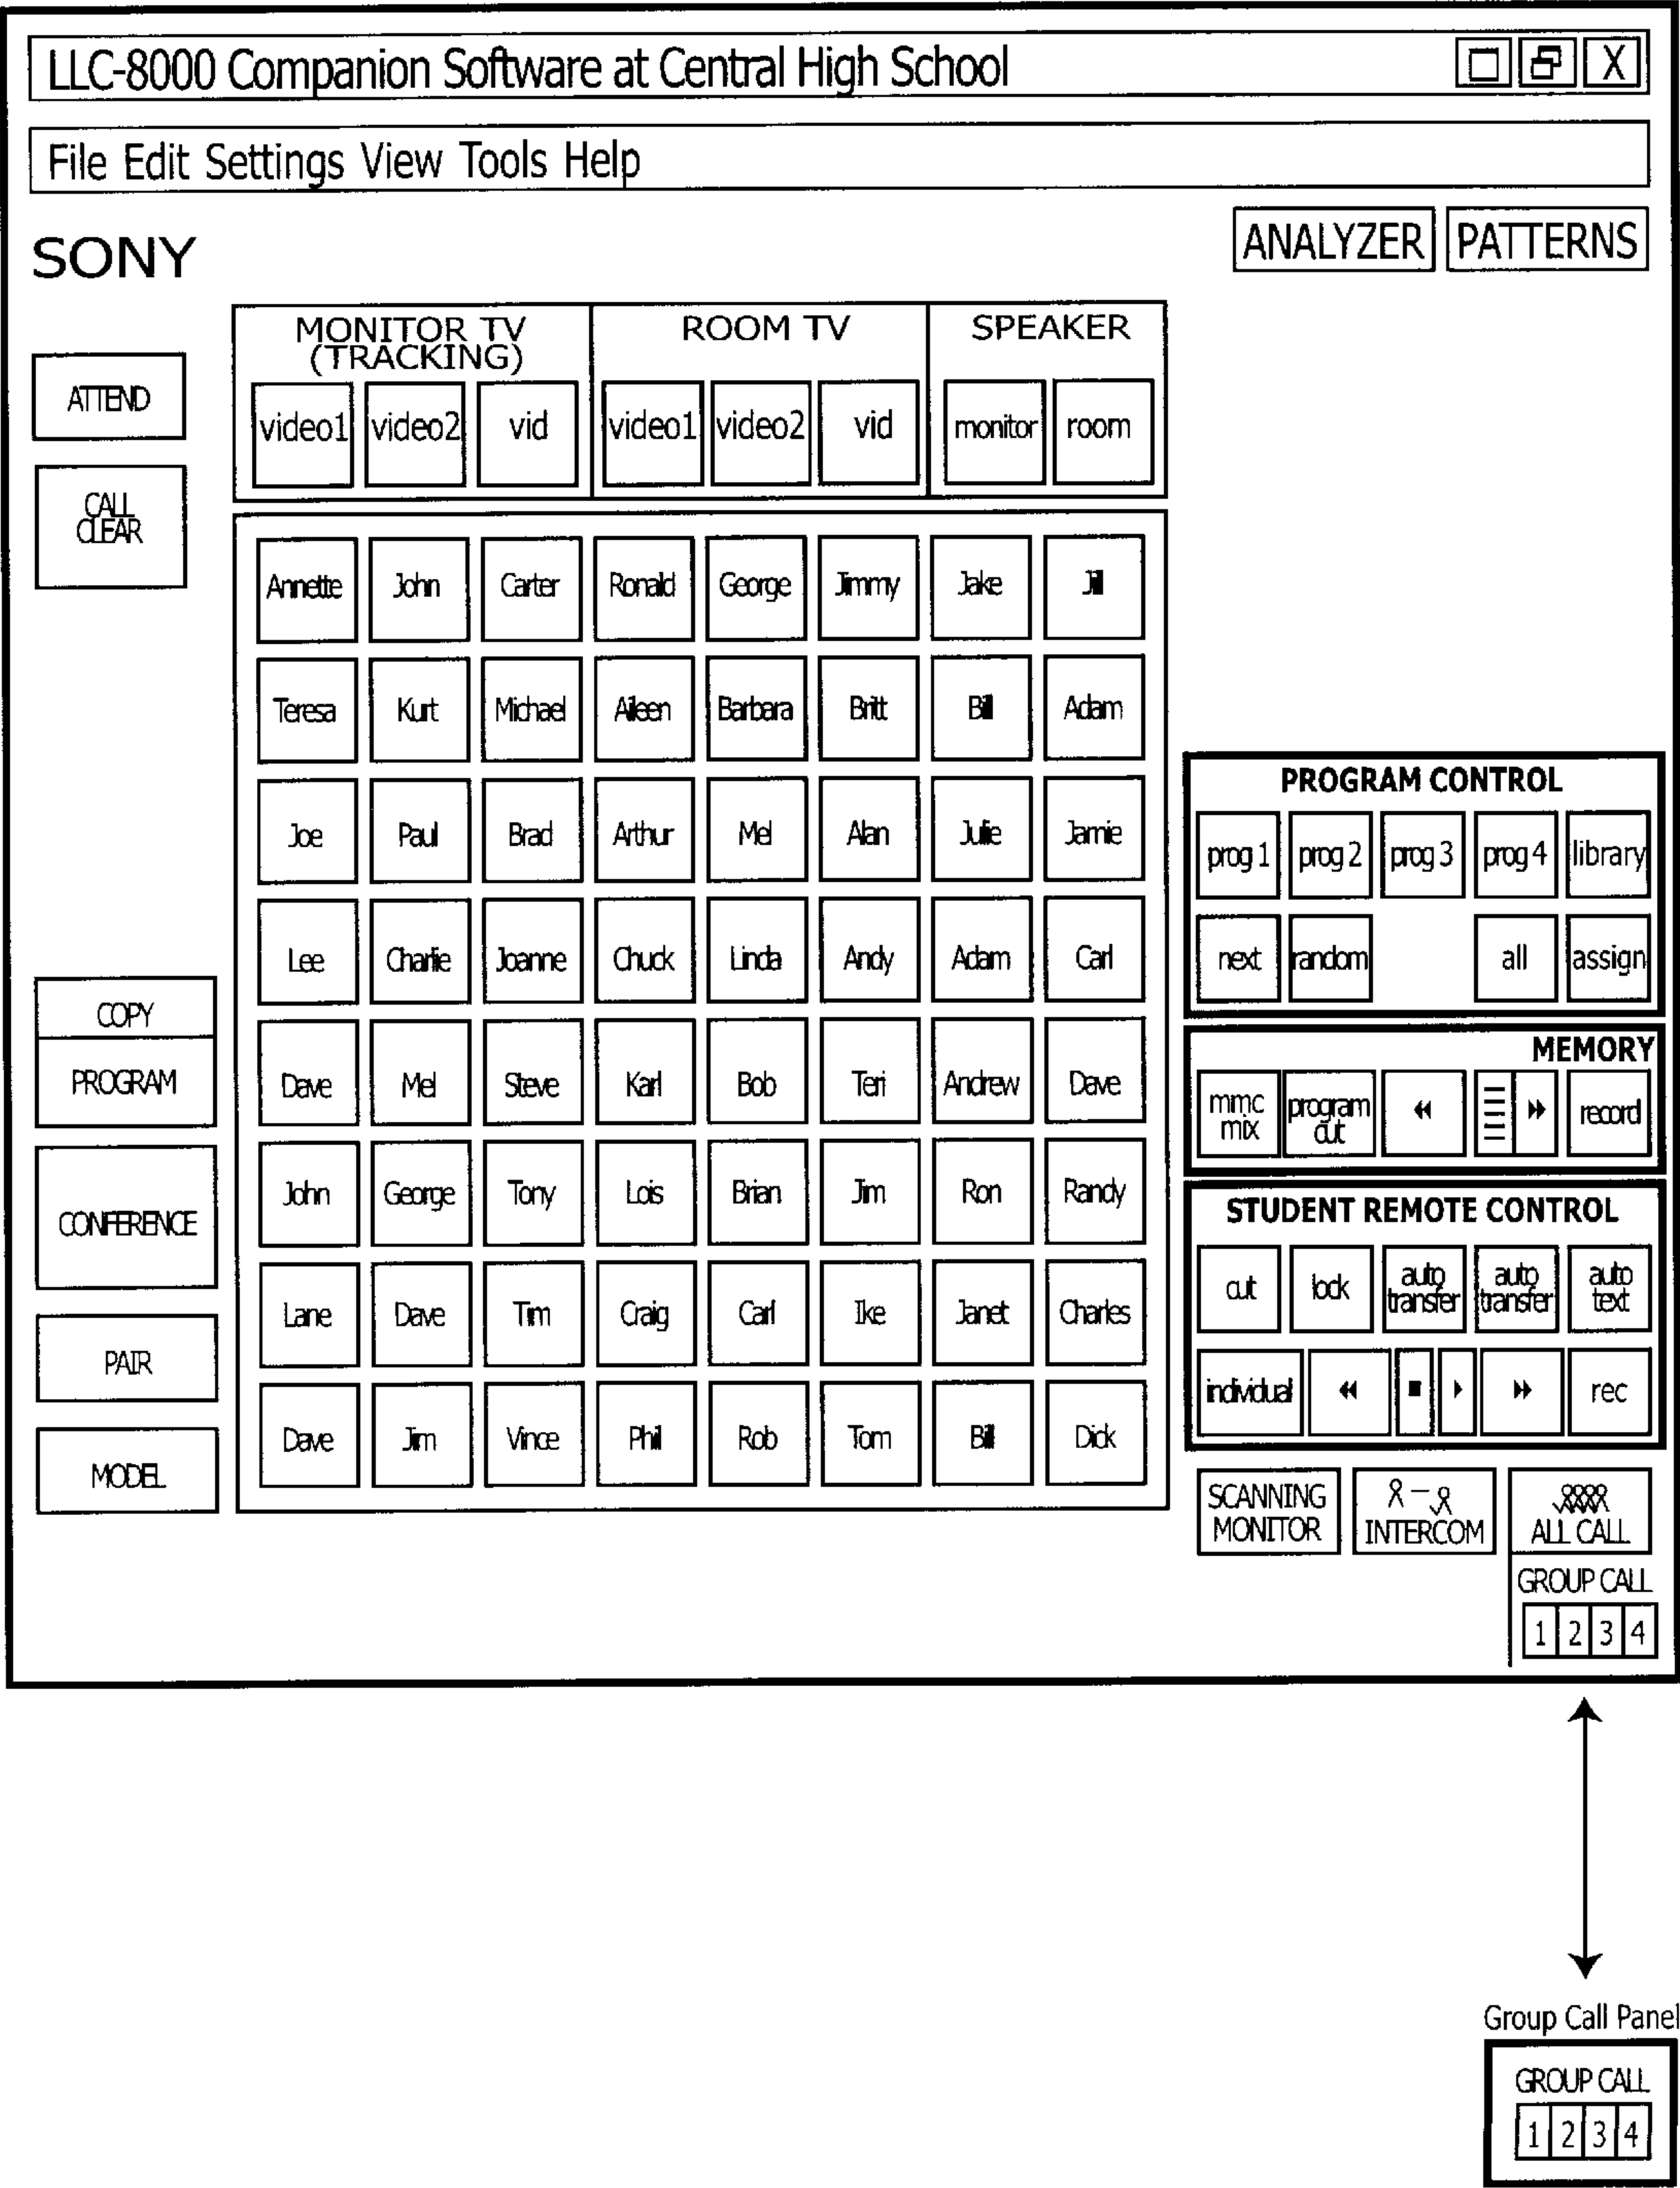 LLC-8000 Companion Software at Central High School
X
File Edit Settings View Tools Help
SONY
ANALYZER PATTERNS
MONITOR TV
(TRACKING)
ROOM TV
SPEAKER
video1 video2 vid video1 video2 vid monitor room
ATTEND
CALL
CLEAR
Annette John Carter Ronald George Jimmy Jake Jill
Teresa Kurt Michael Aileen Barbara Britt Bill Adam
Joe Paul Brad Arthur Mel Alan Julie Jamie
Lee Charlie Joanne Chuck Linda Andy Adam Carl
Dave Mel Steve Karl Bob Teri Andrew Dave
John George Tony Lois Brian Jim Ron Randy
Lane Dave Tim Craig Carl Ike Janet Charles
Dave Jim Vince Phil Rob Tom Bill Dick
COPY
PROGRAM
CONFERENCE
PAIR
MODEL
PROGRAM CONTROL
prog 1 prog 2 prog 3 prog 4 library
next random all assign
MEMORY
mmc
mix
program
cut
record
STUDENT REMOTE CONTROL
cut lock
auto
transfer
auto
transfer
auto
text
individual rec
SCANNING
MONITOR
INTERCOM
ALL CALL
GROUP CALL
1 2 3 4
Group Call Panel
GROUP CALL
1 2 3 4